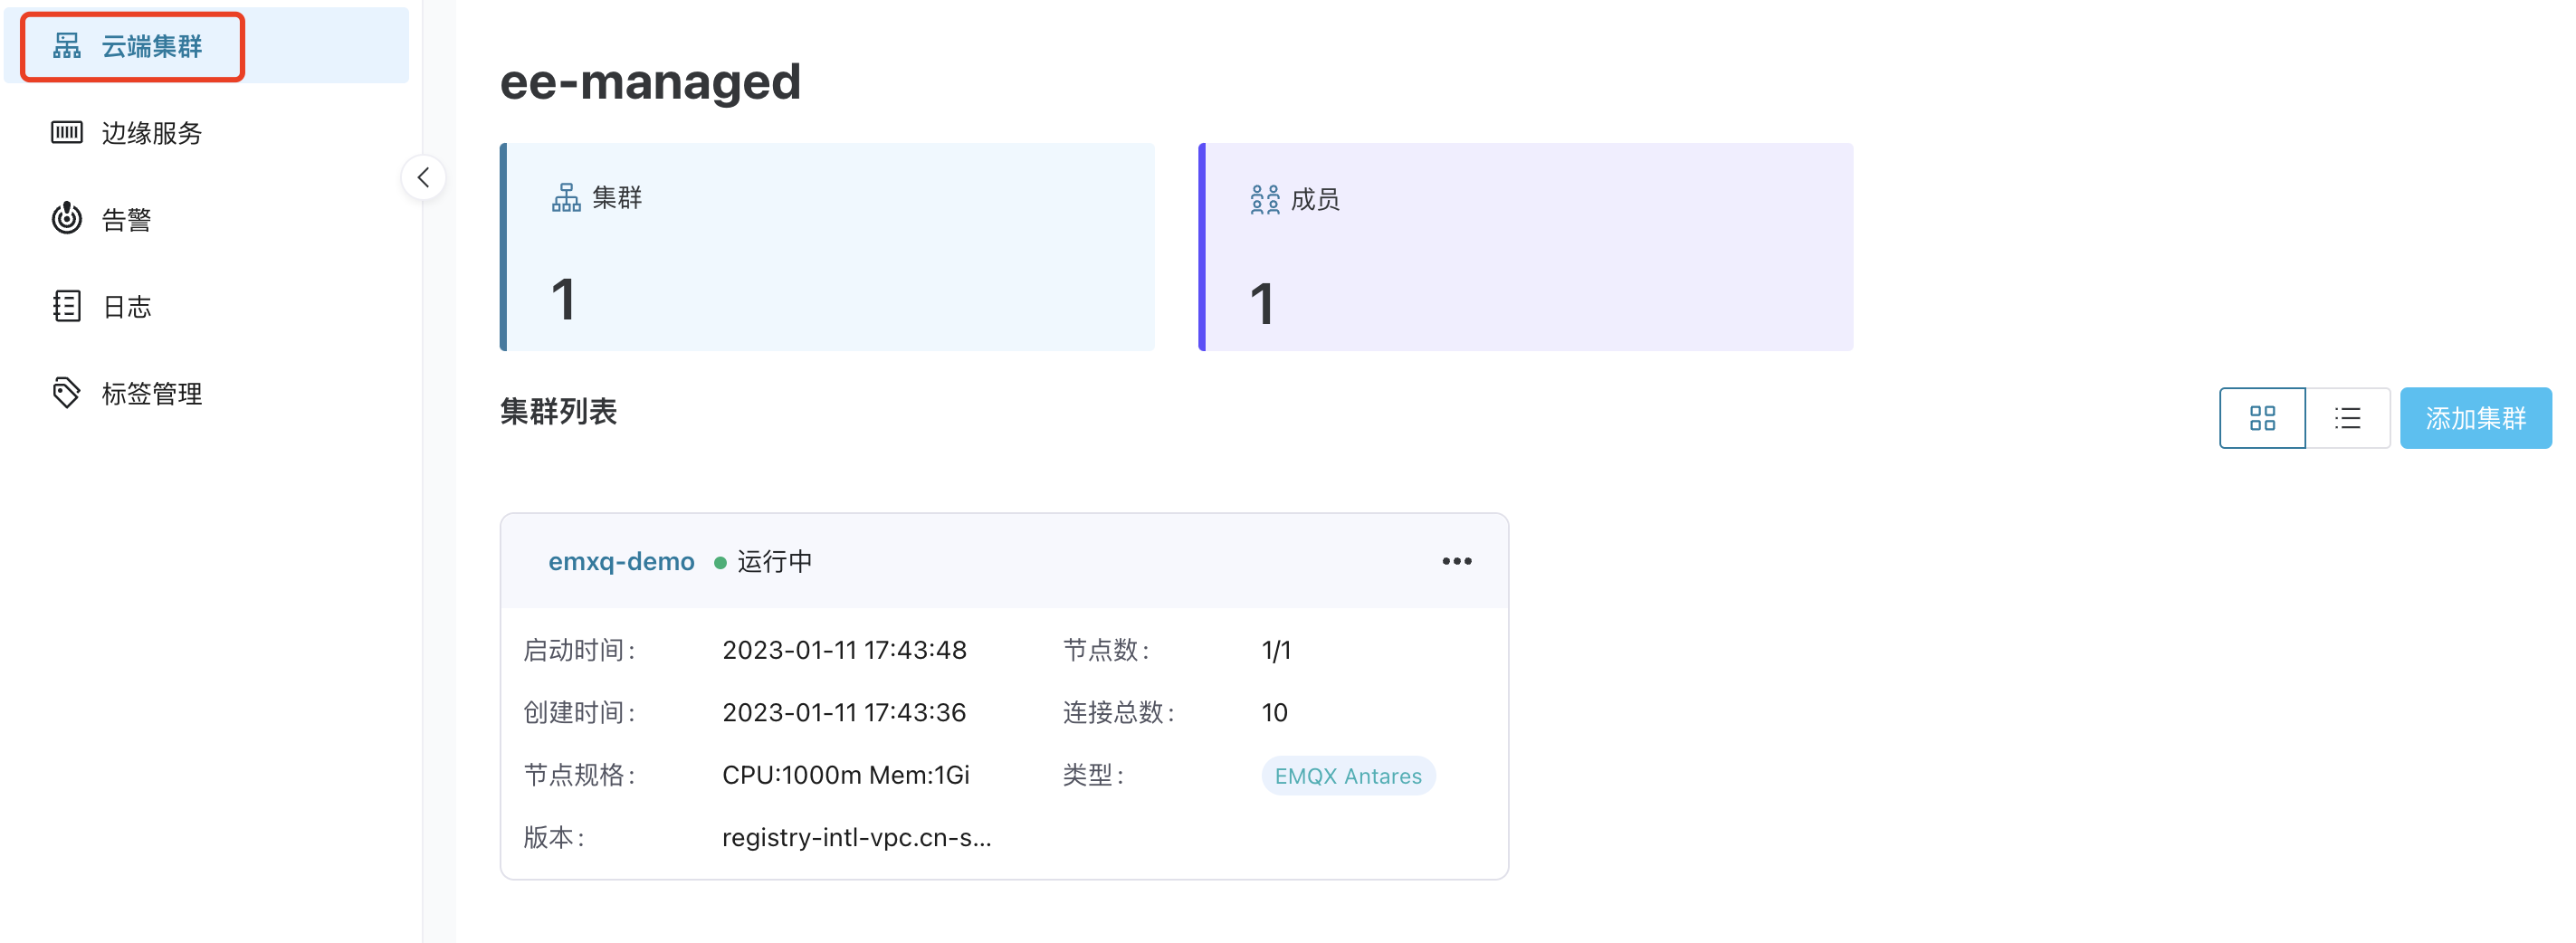 云端集群
边缘服务
告警
日志
标签管理
ee-managed
集群
1
成员
1
集群列表
添加集群
emxq-demo 运行中
启动时间: 2023-01-11 17:43:48 节点数: 1/1
创建时间: 2023-01-11 17:43:36 连接总数: 10
节点规格: CPU:1000m Mem:1Gi 类型: EMQX Antares
版本: registry-intl-vpc.cn-s...